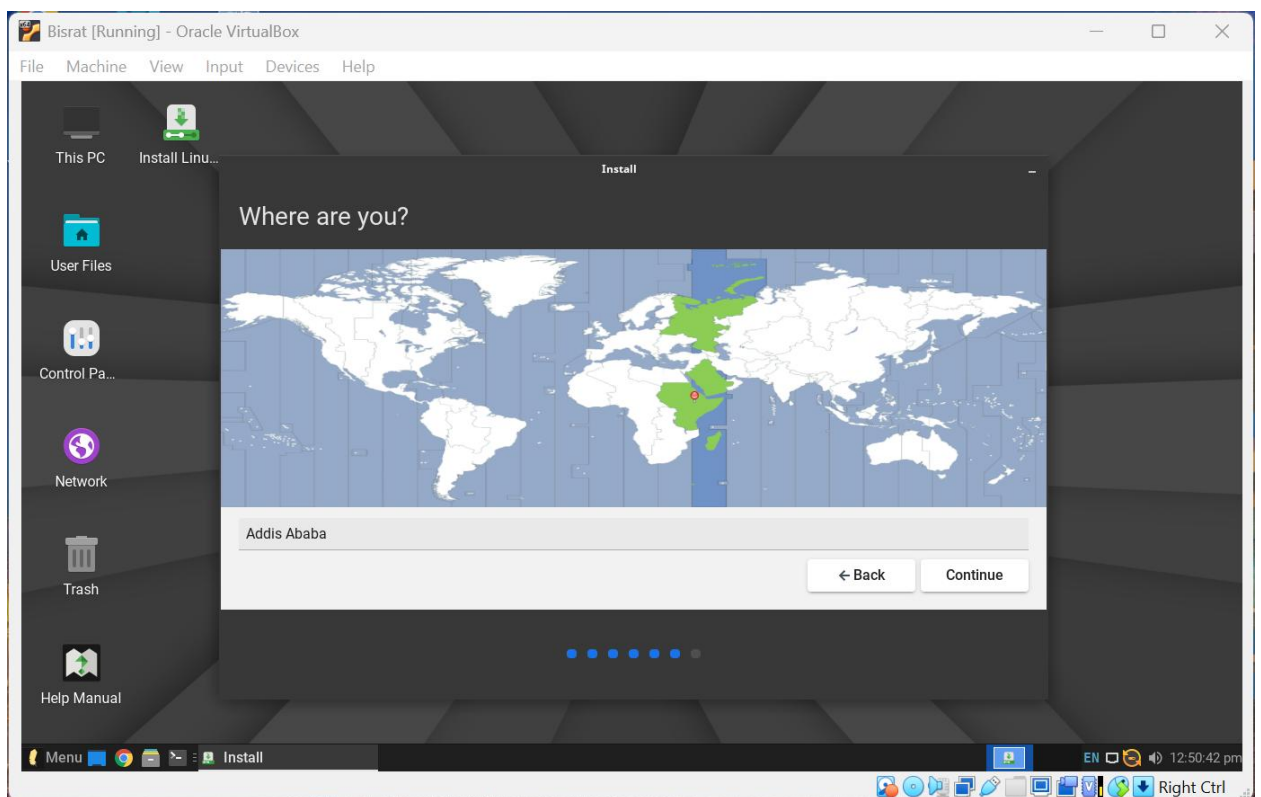 Bisrat [Running] - Oracle VirtualBox
File Machine View Input Devices Help
This PC
Install Linu...
User Files
Control Pa...
Network
Trash
Help Manual
Install
Where are you?
Addis Ababa
← Back
Continue
Menu
Install
EN
12:50:42 pm
Right Ctrl